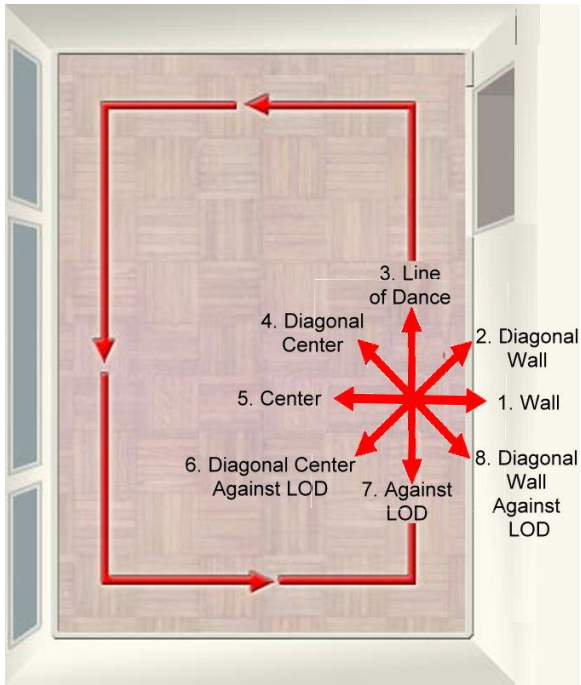 3. Line
of Dance
4. Diagonal
Center
2. Diagonal
Wall
5. Center
1. Wall
6. Diagonal Center
Against LOD
7. Against
LOD
8. Diagonal
Wall
Against
LOD